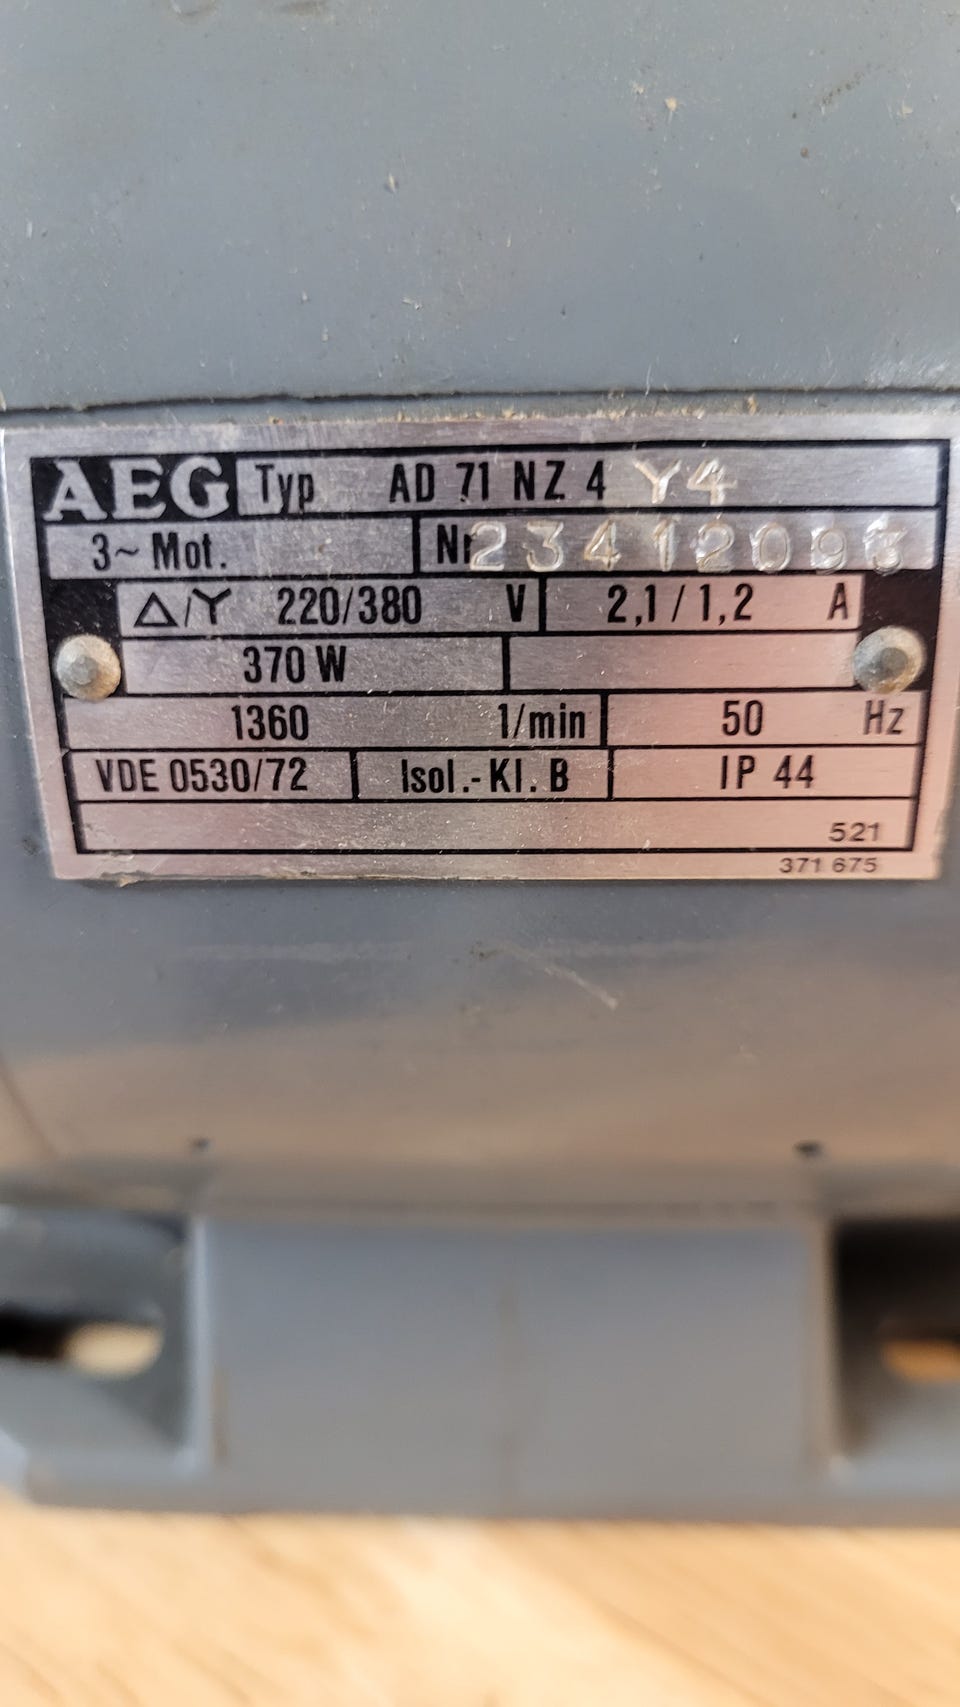 AEG Typ AD 71 NZ 4 Y4
3~ Mot. Nr
Δ/Y 220/380 V 2,1/1,2 A
370 W
1360 1/min 50 Hz
VDE 0530/72 Isol.-Kl. B IP 44
521
371 675